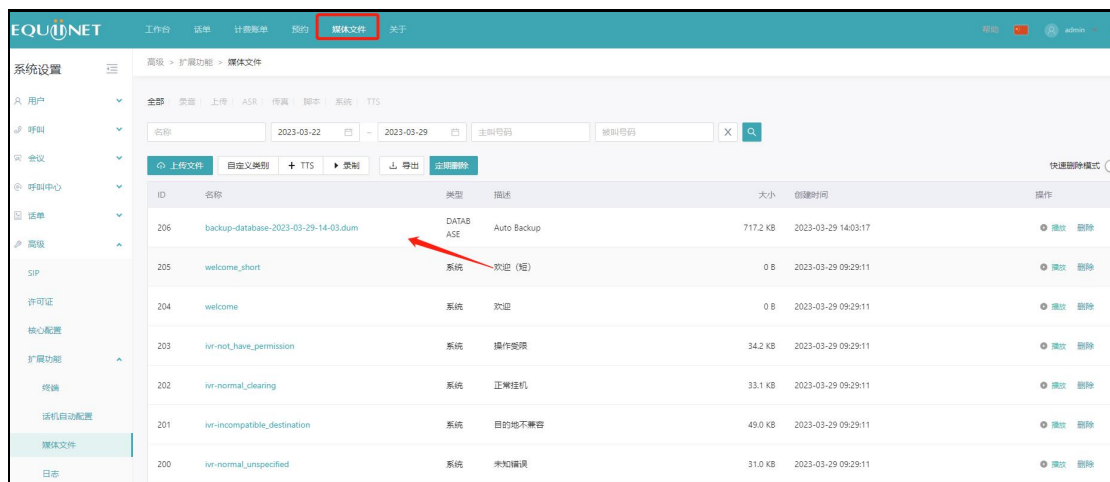 EQUIINET 工作台 话单 计费账单 预约 媒体文件 关于 帮助 admin
系统设置
高级 > 扩展功能 > 媒体文件
用户
全部 录音 上传 ASR 传真 脚本 系统 TTS
呼叫
名称 2023-03-22 - 2023-03-29 主叫号码 被叫号码 X
会议
上传文件 自定义类别 + TTS 录制 导出 定期删除 快速删除模式
呼叫中心
ID 名称 类型 描述 大小 创建时间 操作
话单
206 backup-database-2023-03-29-14-03.dum DATABASE Auto Backup 717.2 KB 2023-03-29 14:03:17 播放 删除
高级
205 welcome_short 系统 欢迎（短） 0 B 2023-03-29 09:29:11 播放 删除
SIP
许可证
204 welcome 系统 欢迎 0 B 2023-03-29 09:29:11 播放 删除
核心配置
203 ivr-not_have_permission 系统 操作受限 34.2 KB 2023-03-29 09:29:11 播放 删除
扩展功能
终端
202 ivr-normal_clearing 系统 正常挂机 33.1 KB 2023-03-29 09:29:11 播放 删除
话机自动配置
201 ivr-incompatible_destination 系统 目的地不兼容 49.0 KB 2023-03-29 09:29:11 播放 删除
媒体文件
200 ivr-normal_unspecified 系统 未知错误 31.0 KB 2023-03-29 09:29:11 播放 删除
日志